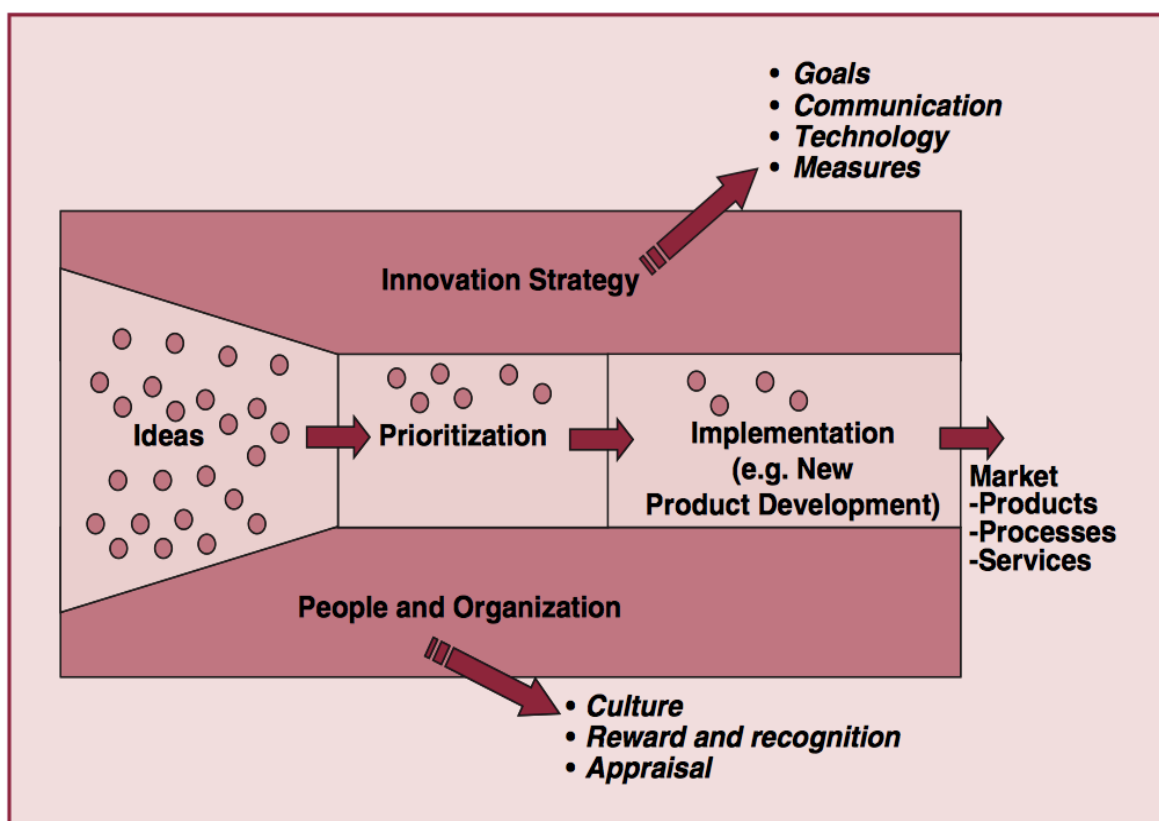 • Goals
• Communication
• Technology
• Measures
Innovation Strategy
Ideas
Prioritization
Implementation
(e.g. New
Product Development)
Market
-Products
-Processes
-Services
People and Organization
• Culture
• Reward and recognition
• Appraisal